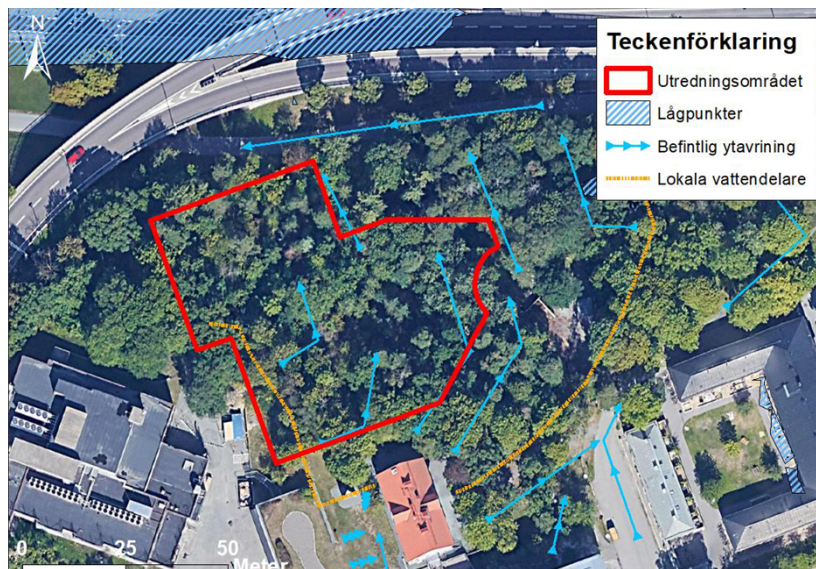 N
Teckenförklaring
Utredningsområdet
Lågpunkter
Befintlig ytavrining
Lokala vattendelare
0 25 50
Meter